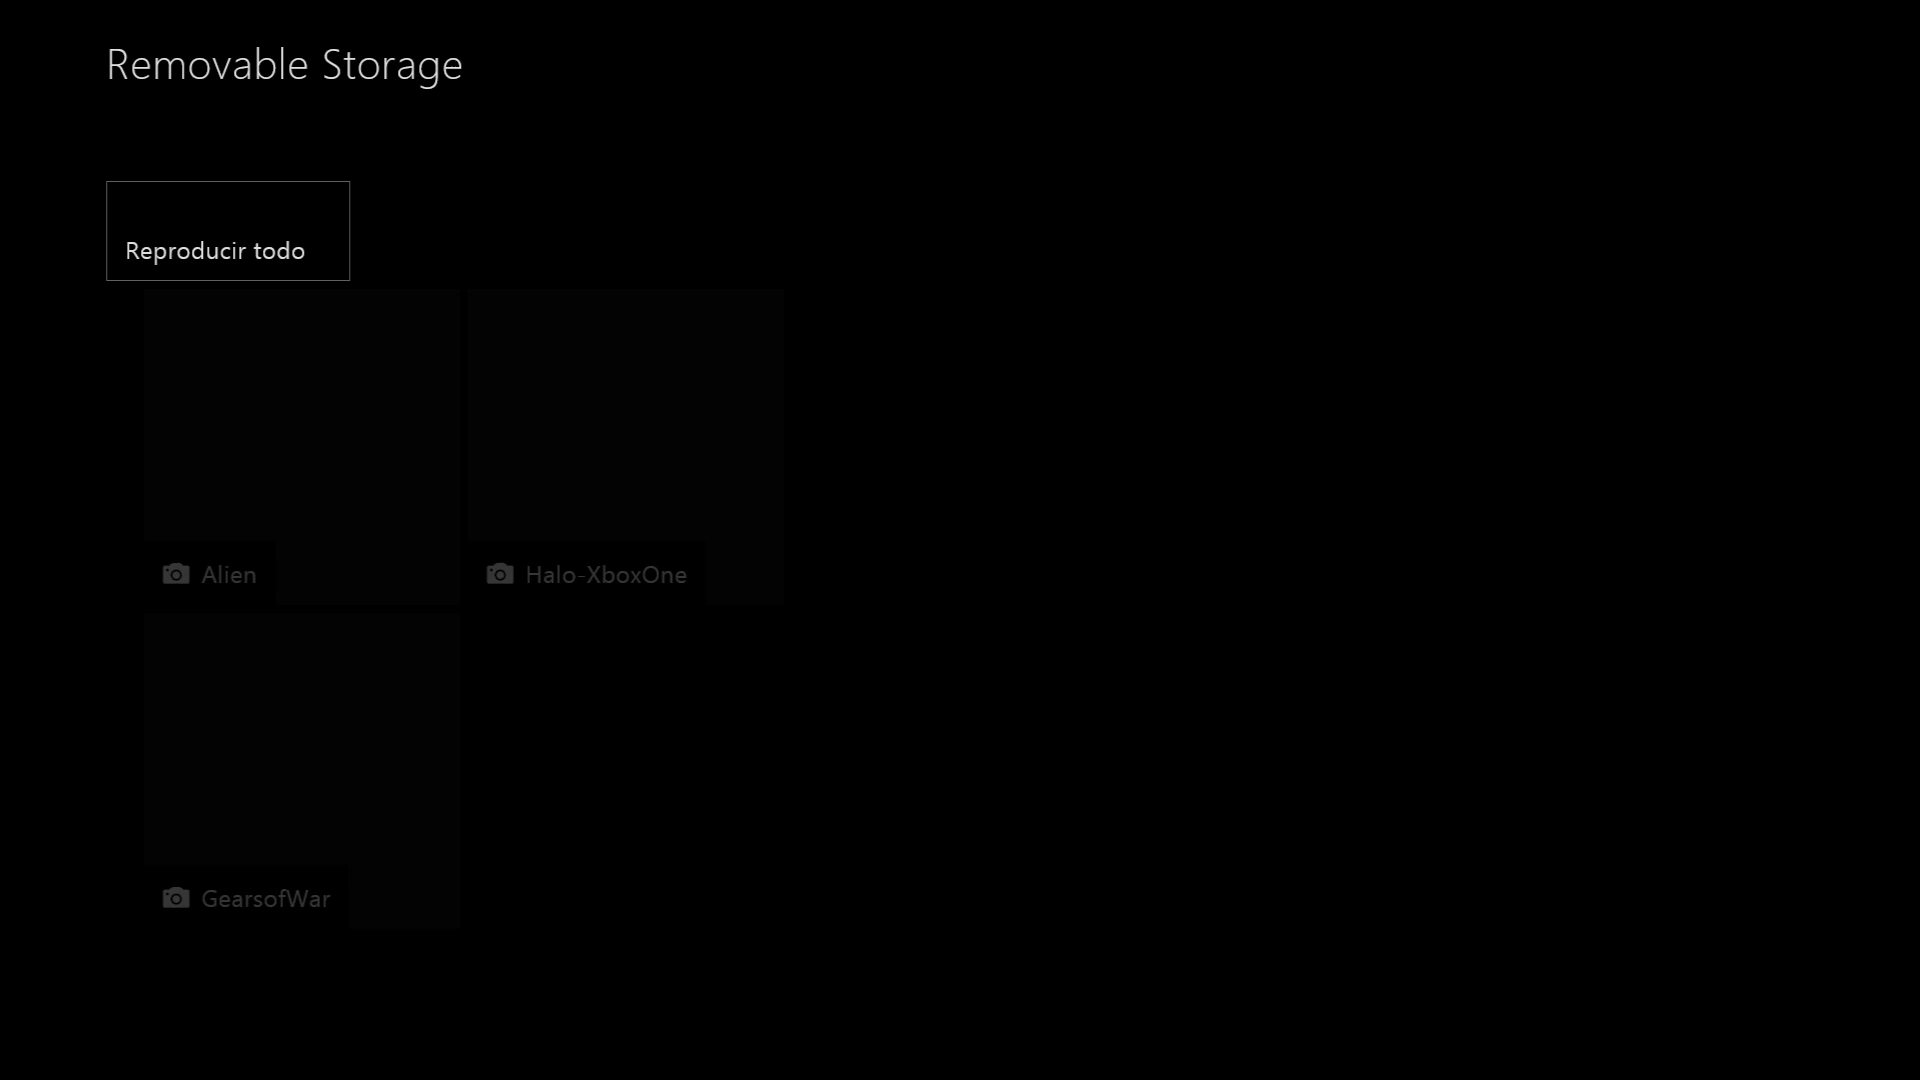 Removable Storage
Reproducir todo
Alien
Halo-XboxOne
GearsofWar